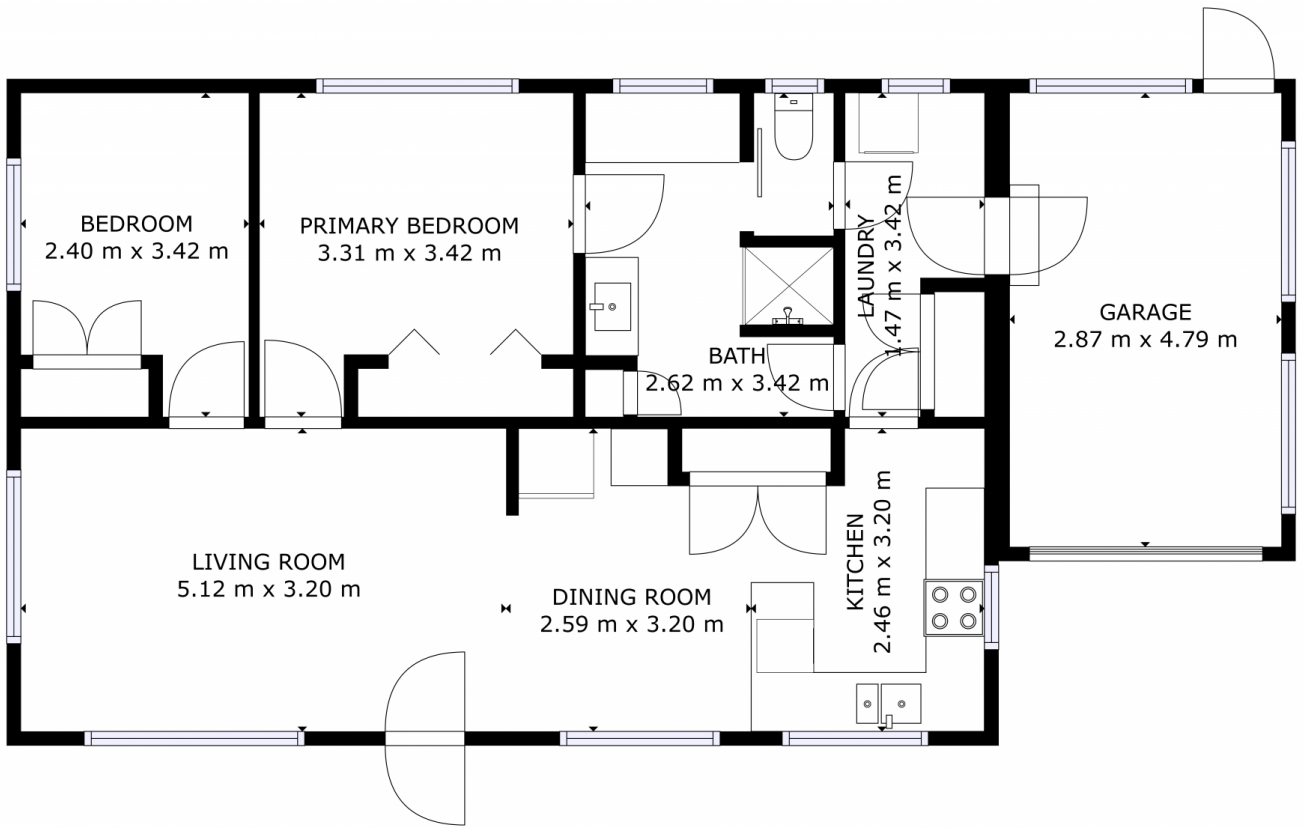 BEDROOM
2.40 m x 3.42 m
PRIMARY BEDROOM
3.31 m x 3.42 m
BATH
2.62 m x 3.42 m
LAUNDRY
1.47 m x 3.42 m
GARAGE
2.87 m x 4.79 m
LIVING ROOM
5.12 m x 3.20 m
DINING ROOM
2.59 m x 3.20 m
KITCHEN
2.46 m x 3.20 m